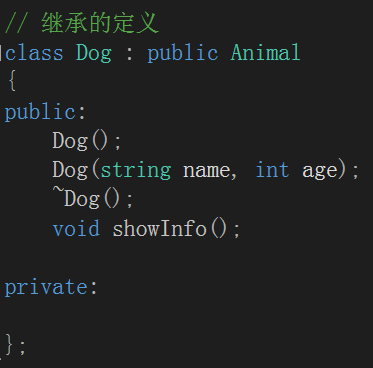 // 继承的定义
class Dog : public Animal
{
public:
    Dog();
    Dog(string name, int age);
    ~Dog();
    void showInfo();

private:

};